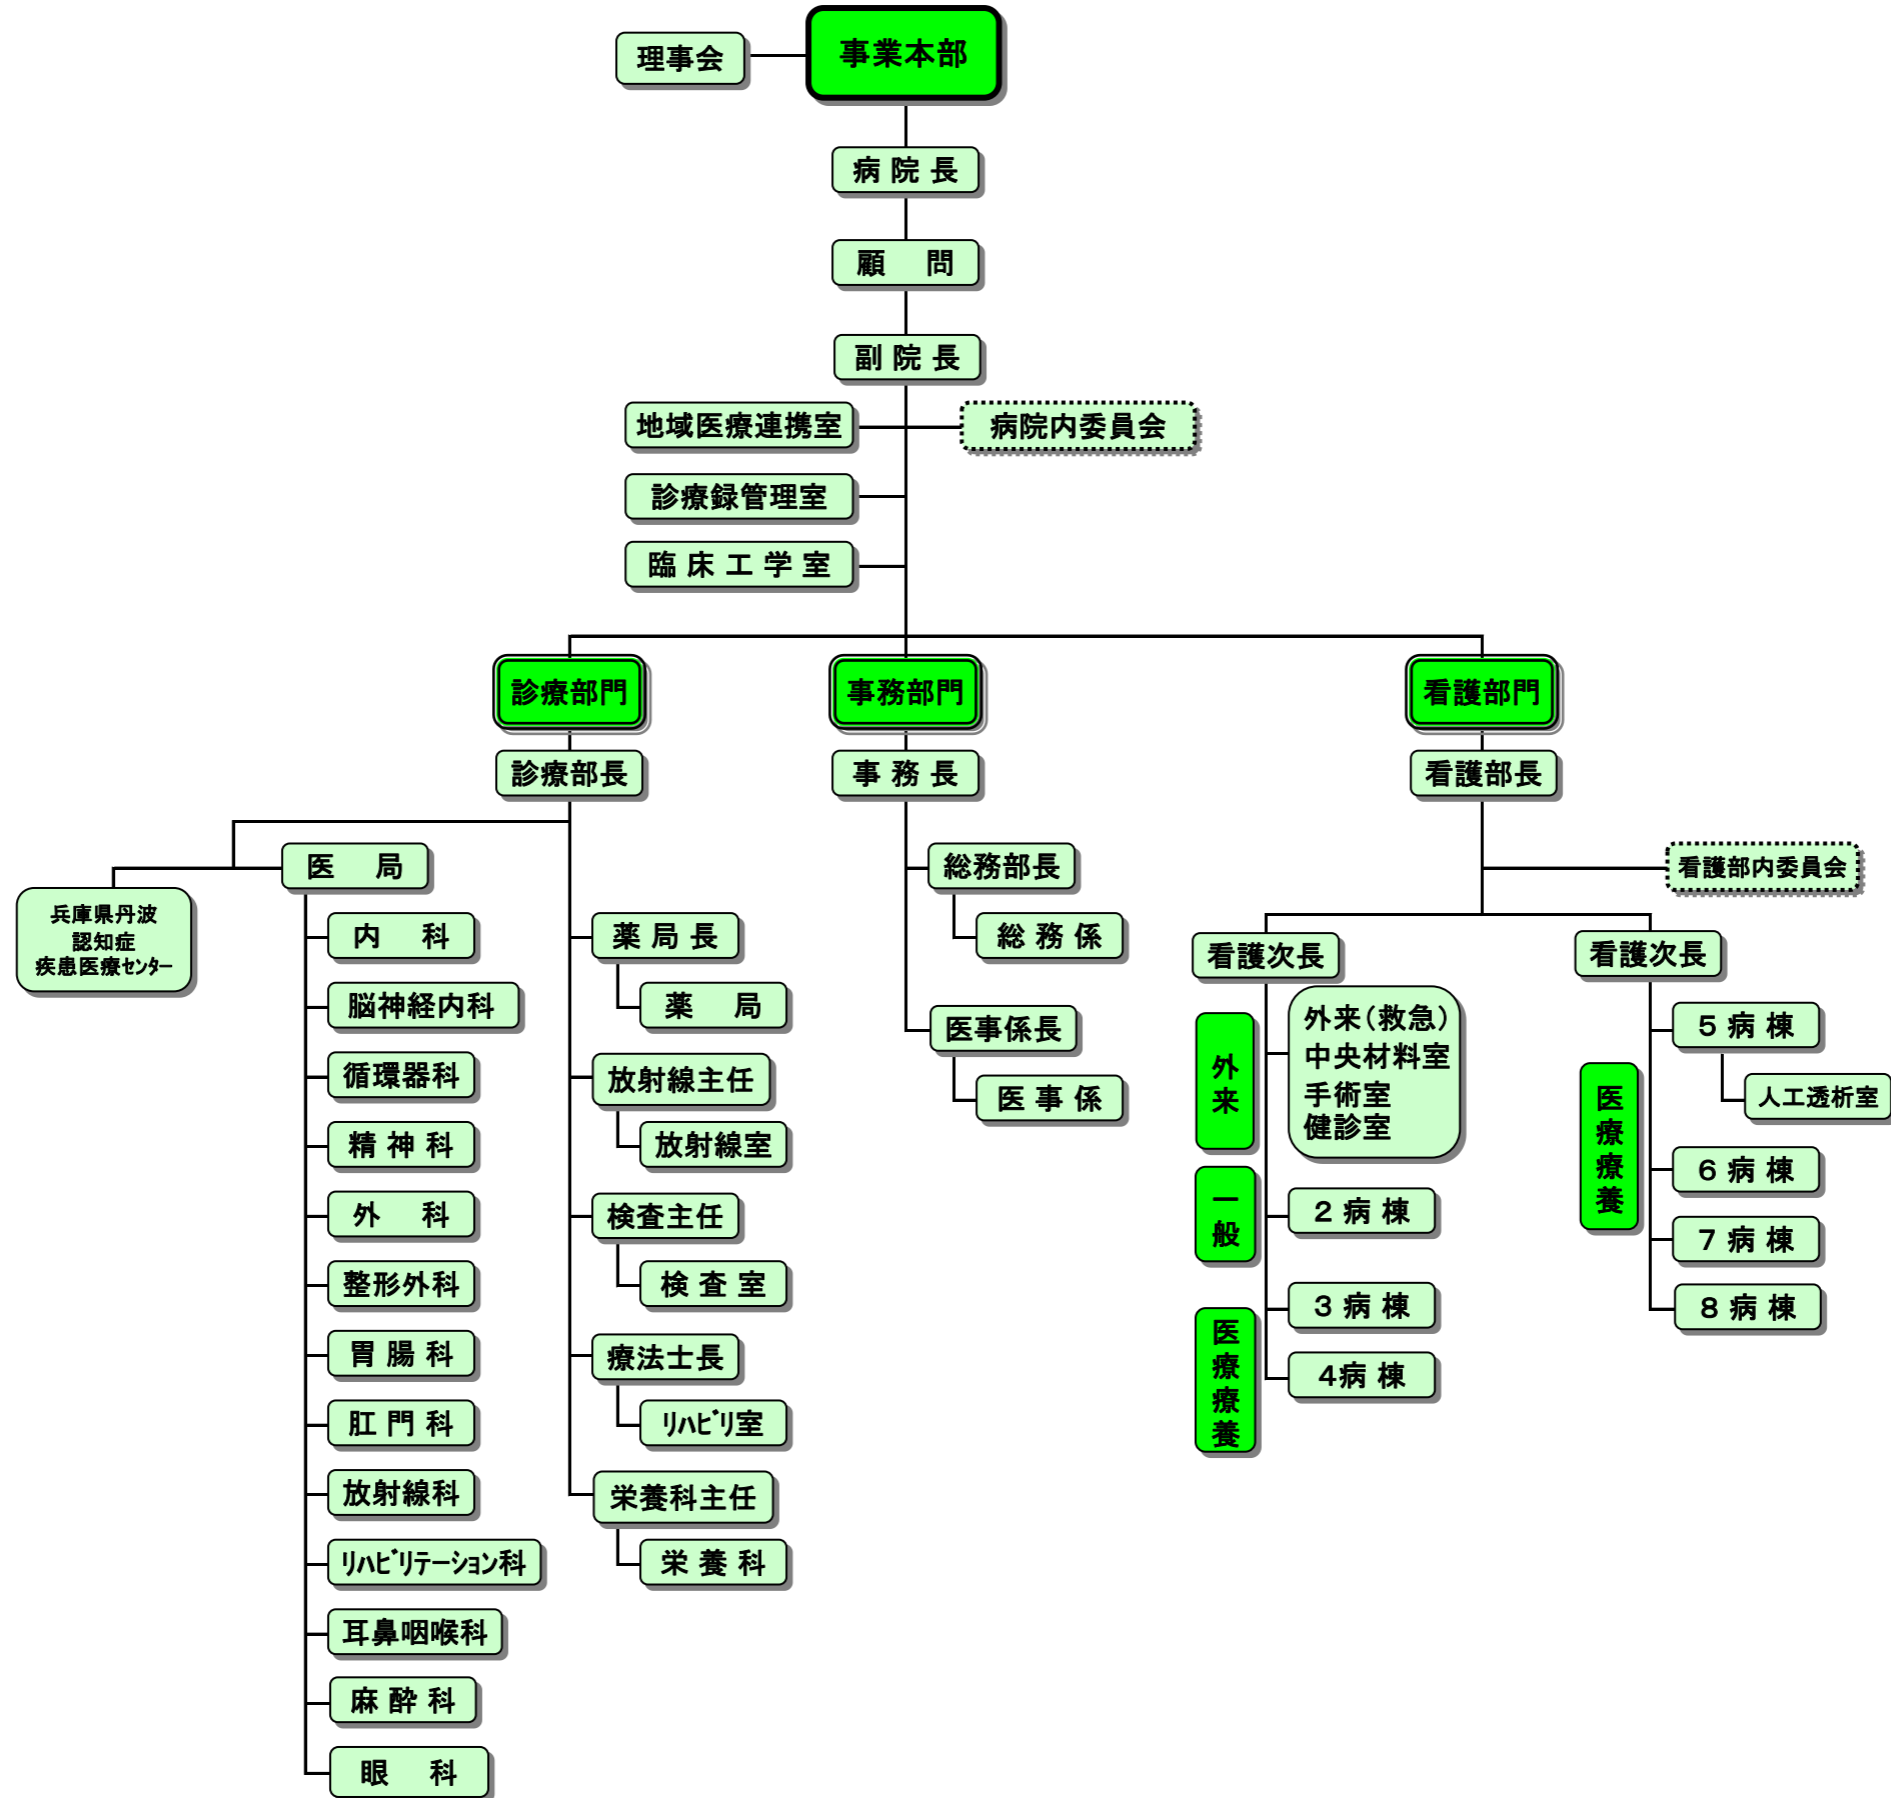 理事会
事業本部
病 院 長
顧　問
副 院 長
地域医療連携室
病院内委員会
診療録管理室
臨 床 工 学 室
診療部門
事務部門
看護部門
診療部長
事 務 長
看護部長
医　局
兵庫県丹波
認知症
疾患医療ｾﾝﾀｰ
内　科
脳神経内科
循環器科
精 神 科
外　科
整形外科
胃 腸 科
肛 門 科
放射線科
ﾘﾊﾋﾞﾘﾃｰｼｮﾝ科
耳鼻咽喉科
麻 酔 科
眼　科
薬 局 長
薬　局
放射線主任
放射線室
検査主任
検 査 室
療法士長
ﾘﾊﾋﾞﾘ室
栄養科主任
栄 養 科
総務部長
総 務 係
医事係長
医 事 係
看護部内委員会
看護次長
外来
外来（救急）
中央材料室
手術室
健診室
一般
２ 病 棟
医療療養
３ 病 棟
４病 棟
看護次長
医療療養
５ 病 棟
人工透析室
６ 病 棟
７ 病 棟
８ 病 棟